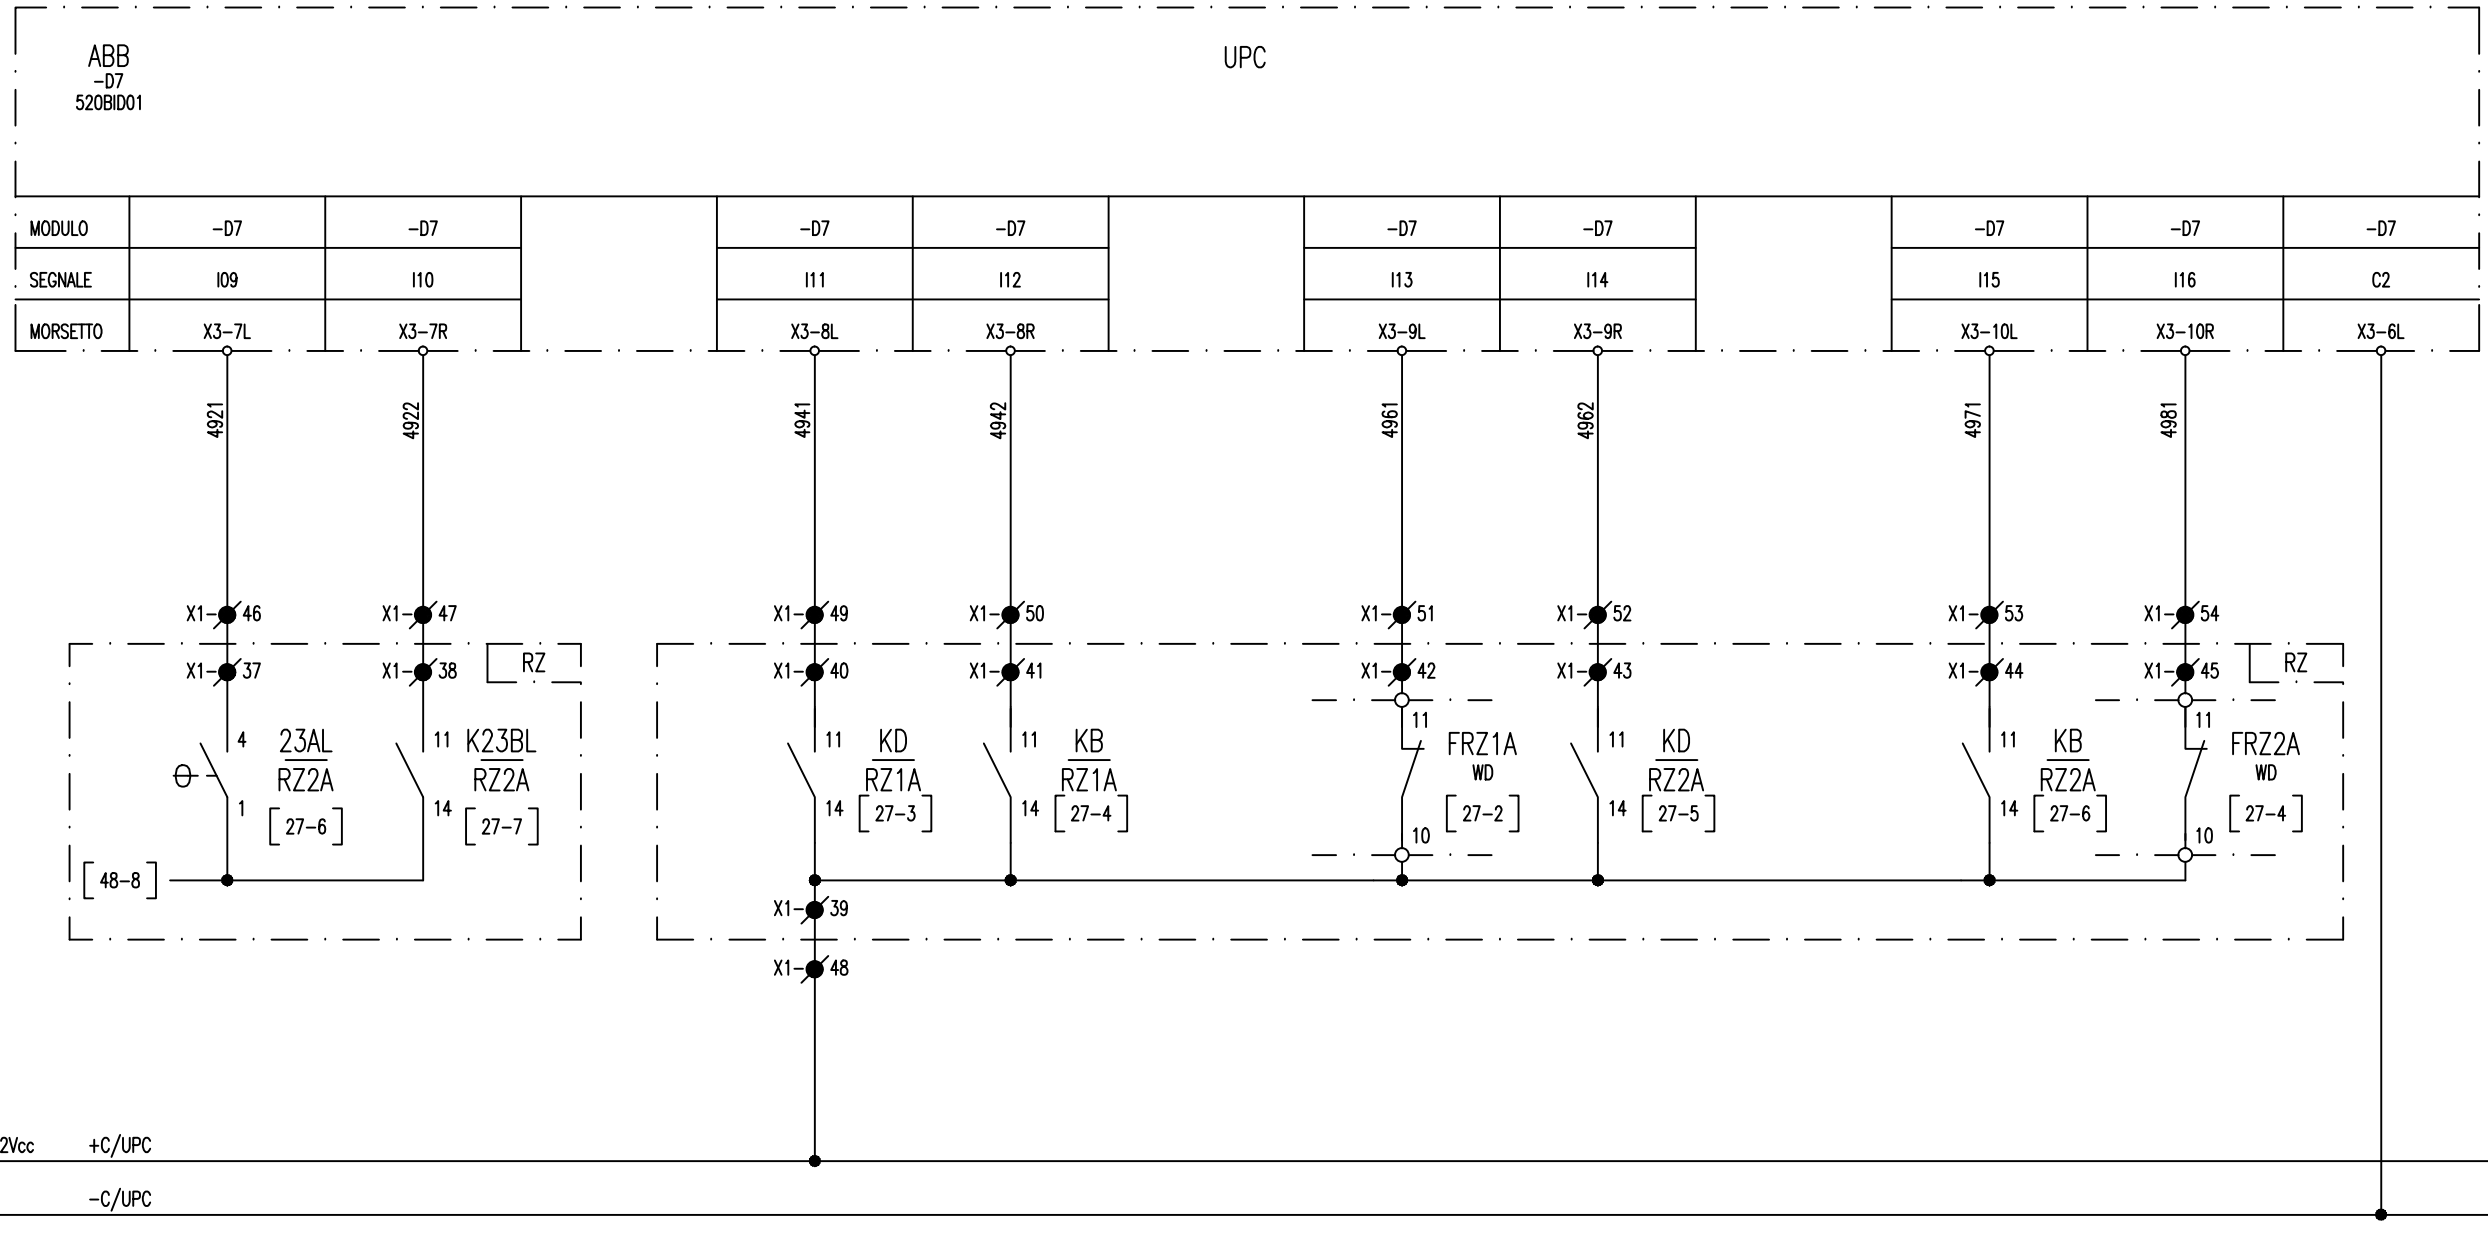 ABB
-D7
520BID01
UPC
MODULO -D7 -D7 -D7 -D7 -D7 -D7 -D7 -D7 -D7
SEGNALE I09 I10 I11 I12 I13 I14 I15 I16 C2
MORSETTO X3-7L X3-7R X3-8L X3-8R X3-9L X3-9R X3-10L X3-10R X3-6L
4921 4922 4941 4942 4961 4962 4971 4981
X1- 46 X1- 47 X1- 49 X1- 50 X1- 51 X1- 52 X1- 53 X1- 54
RZ RZ
X1- 37 X1- 38 X1- 40 X1- 41 X1- 42 X1- 43 X1- 44 X1- 45
11 11
4 23AL 11 K23BL 11 KD 11 KB FRZ1A 11 KD 11 KB FRZ2A
WD WD
RZ2A RZ2A RZ1A RZ1A RZ2A RZ2A
1 14 14 14 14 14
[27-6] [27-7] [27-3] [27-4] [27-2] [27-5] [27-6] [27-4]
10 10
[48-8]
X1- 39
X1- 48
2Vcc +C/UPC
-C/UPC